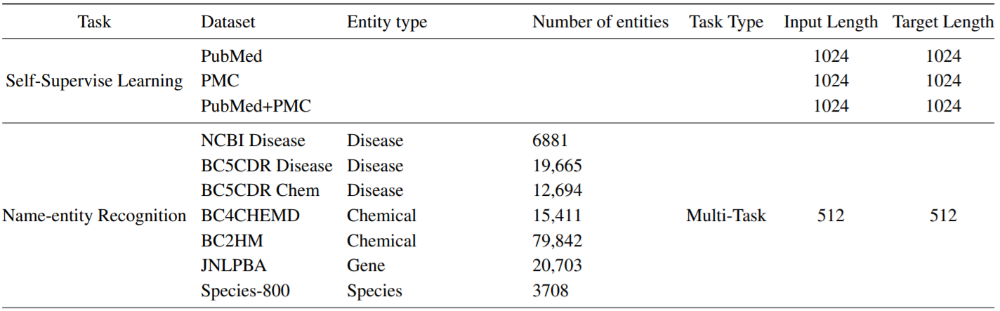 Task Dataset Entity type Number of entities Task Type Input Length Target Length
PubMed 1024 1024
Self-Supervise Learning PMC 1024 1024
PubMed+PMC 1024 1024
NCBI Disease Disease 6881
BC5CDR Disease Disease 19,665
BC5CDR Chem Disease 12,694
Name-entity Recognition BC4CHEMD Chemical 15,411 Multi-Task 512 512
BC2HM Chemical 79,842
JNLPBA Gene 20,703
Species-800 Species 3708